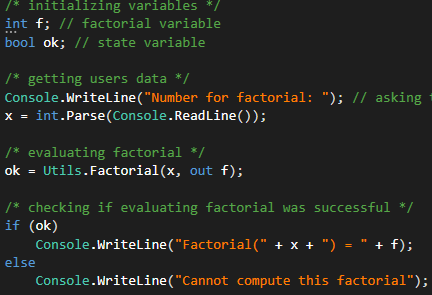 /* initializing variables */
int f; // factorial variable
bool ok; // state variable
/* getting users data */
Console.WriteLine("Number for factorial: "); // asking
x = int.Parse(Console.ReadLine());
/* evaluating factorial */
ok = Utils.Factorial(x, out f);
/* checking if evaluating factorial was successful */
if (ok)
Console.WriteLine("Factorial(" + x + ") = " + f);
else
Console.WriteLine("Cannot compute this factorial");